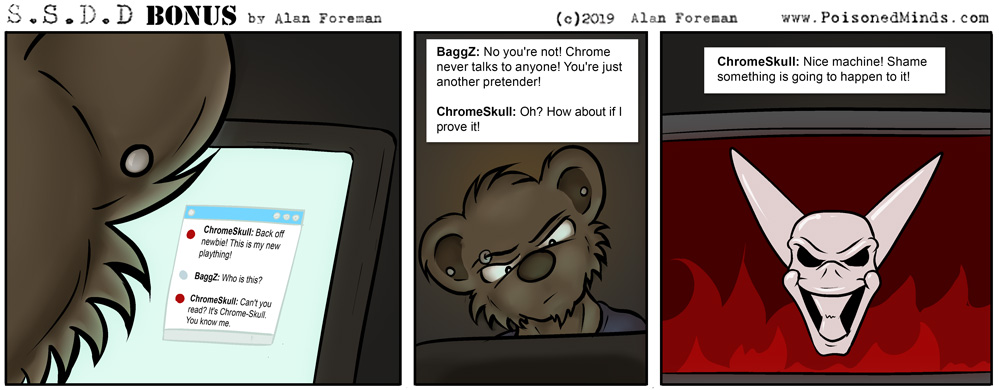 S.S.D.D BONUS by Alan Foreman (c)2019 Alan Foreman www.PoisonedMinds.com
ChromeSkull: Back off
newbie! This is my new
plaything!
BaggZ: Who is this?
ChromeSkull: Can't you
read? It's Chrome-Skull.
You know me.
BaggZ: No you're not! Chrome
never talks to anyone! You're just
another pretender!
ChromeSkull: Oh? How about if I
prove it!
ChromeSkull: Nice machine! Shame
something is going to happen to it!